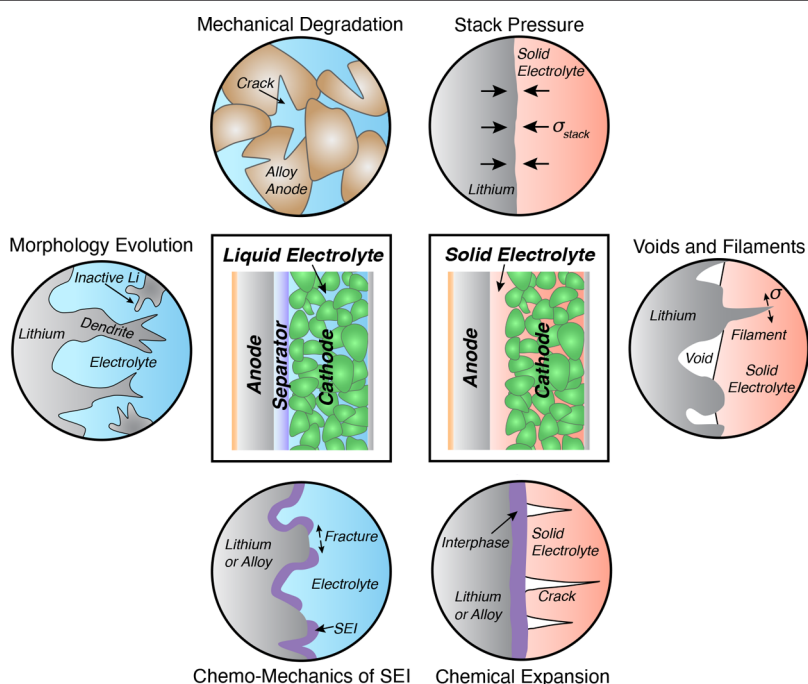 Mechanical Degradation
Stack Pressure
Crack
Alloy
Anode
Solid
Electrolyte
σstack
Lithium
Morphology Evolution
Inactive Li
Lithium
Dendrite
Electrolyte
Liquid Electrolyte
Anode
Separator
Cathode
Solid Electrolyte
Anode
Cathode
Voids and Filaments
Lithium
σ
Filament
Void
Solid
Electrolyte
Lithium
or Alloy
Fracture
Electrolyte
SEI
Chemo-Mechanics of SEI
Interphase
Solid
Electrolyte
Lithium
or Alloy
Crack
Chemical Expansion